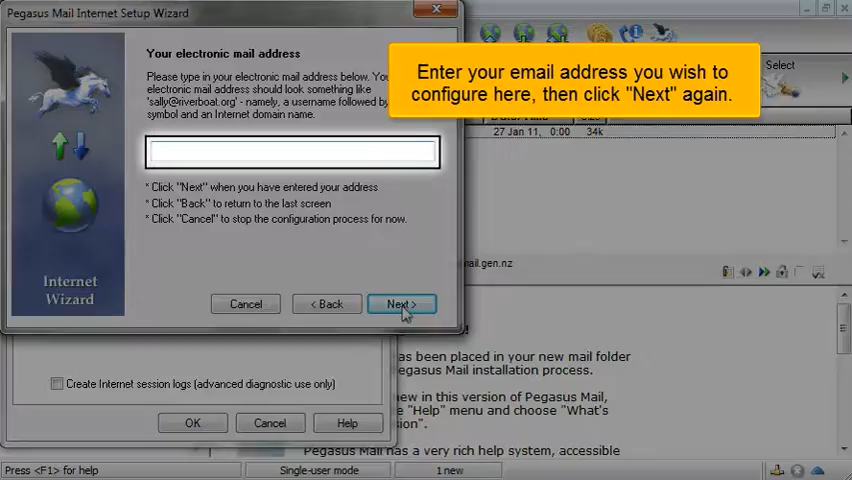 Pegasus Mail Internet Setup Wizard
Your electronic mail address
Please type in your electronic mail address below. You
electronic mail address should look something like
'sally@riverboat.org' - namely, a username followed b
symbol and an Internet domain name.
* Click "Next" when you have entered your address
* Click "Back" to return to the last screen
* Click "Cancel" to stop the configuration process for now.
Internet
Wizard
Cancel
< Back
Next >
Enter your email address you wish to
configure here, then click "Next" again.
Select
27 Jan 11, 0:00 34k
mail.gen.nz
has been placed in your new mail folder
egasus Mail installation process.
ew in this version of Pegasus Mail,
e "Help" menu and choose "What's
sion".
Pegasus Mail has a very rich help system, accessible
Create Internet session logs (advanced diagnostic use only)
OK
Cancel
Help
Press <F1> for help
Single-user mode
1 new